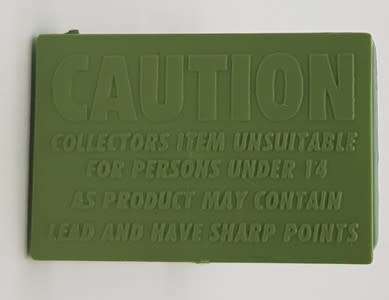 CAUTION
COLLECTORS ITEM UNSUITABLE
FOR PERSONS UNDER 14
AS PRODUCT MAY CONTAIN
LEAD AND HAVE SHARP POINTS